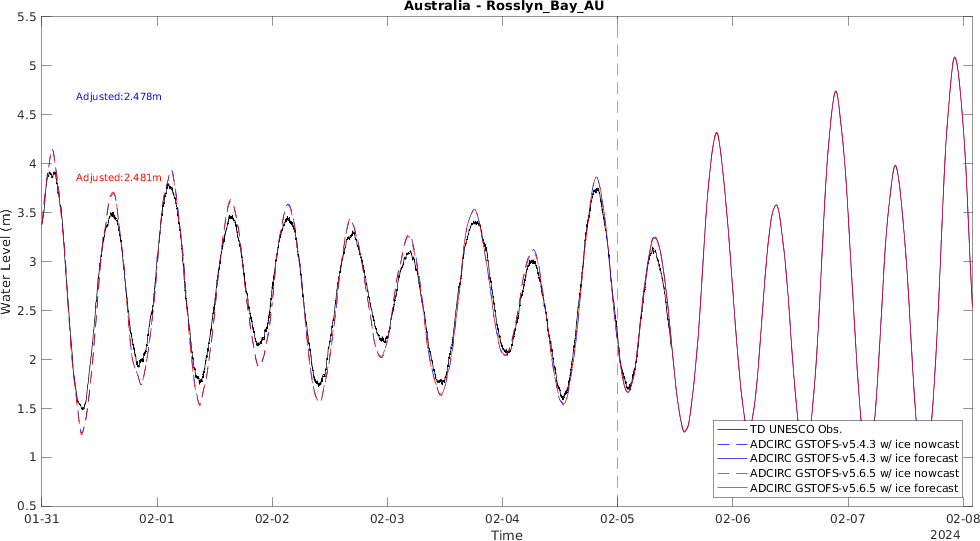 Australia - Rosslyn_Bay_AU
5.5
5
4.5
4
3.5
3
2.5
2
1.5
1
0.5
Water Level (m)
Adjusted:2.478m
Adjusted:2.481m
TD UNESCO Obs.
ADCIRC GSTOFS-v5.4.3 w/ ice nowcast
ADCIRC GSTOFS-v5.4.3 w/ ice forecast
ADCIRC GSTOFS-v5.6.5 w/ ice nowcast
ADCIRC GSTOFS-v5.6.5 w/ ice forecast
01-31 02-01 02-02 02-03 02-04 02-05 02-06 02-07 02-08
Time
2024